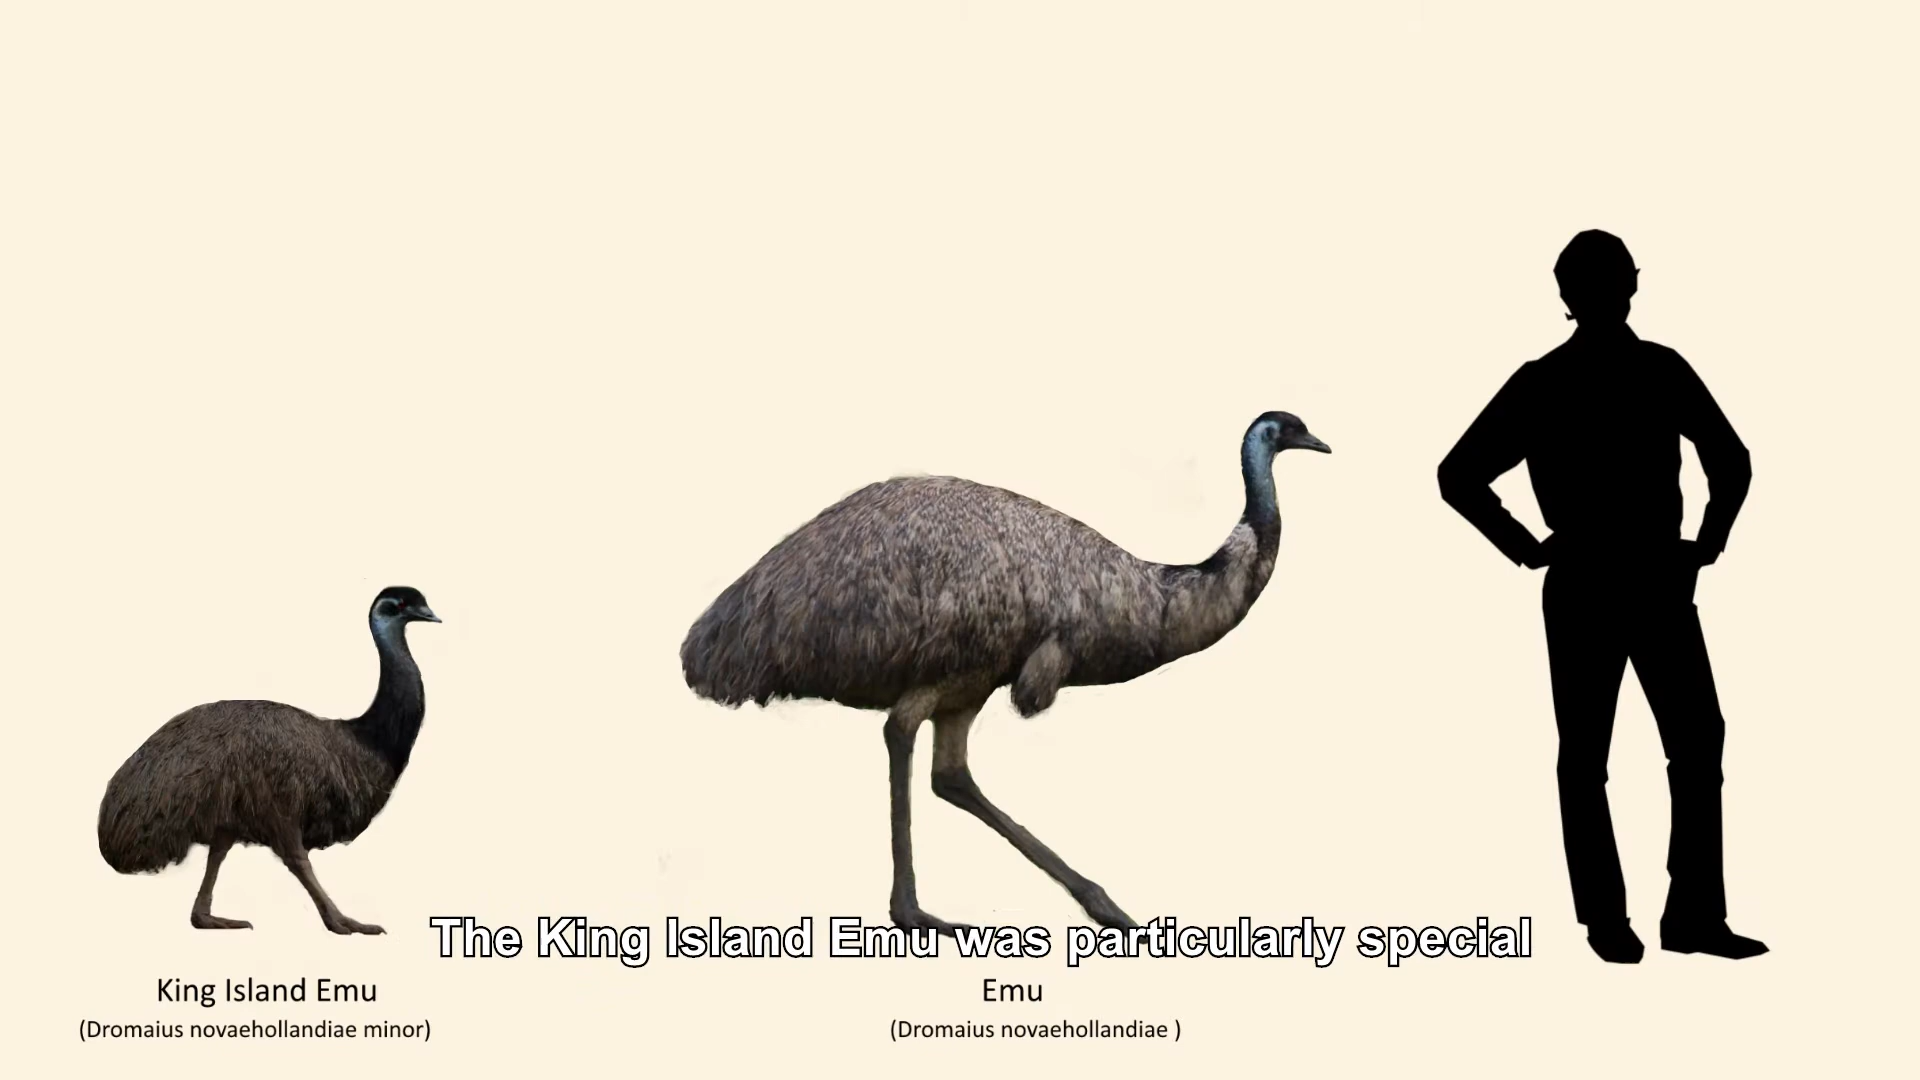 The King Island Emu was particularly special
King Island Emu
(Dromaius novaehollandiae minor)
Emu
(Dromaius novaehollandiae )